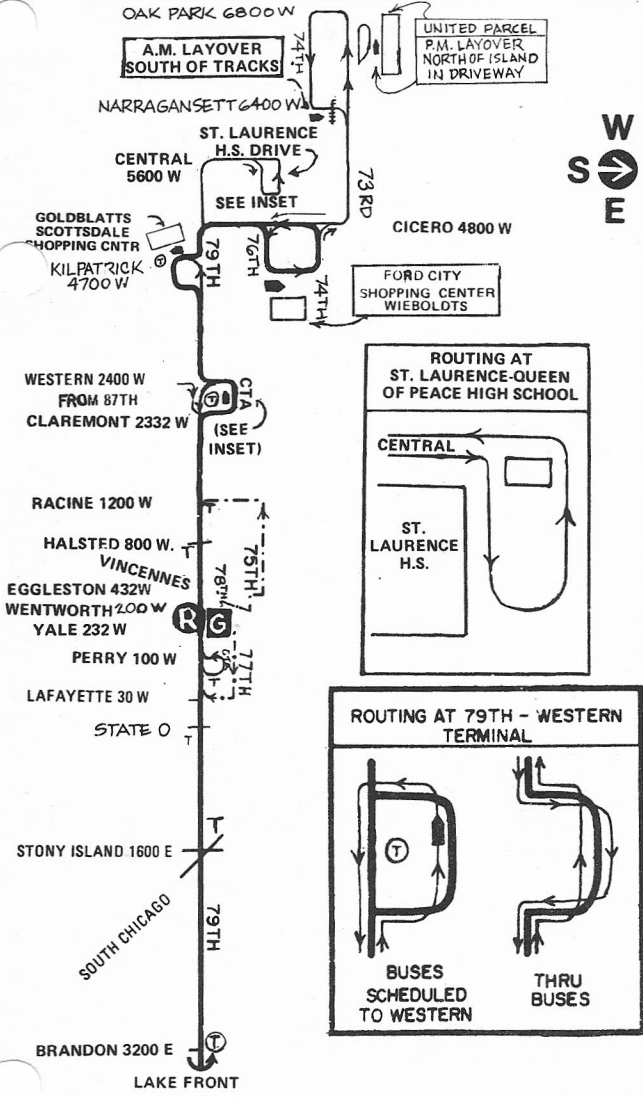 OAK PARK 6800 W
A.M. LAYOVER
SOUTH OF TRACKS
74TH
UNITED PARCEL
P.M. LAYOVER
NORTH OF ISLAND
IN DRIVEWAY
NARRAGANSETT 6400 W
ST. LAURENCE
H.S. DRIVE
CENTRAL
5600 W
SEE INSET
73RD
W
S
E
CICERO 4800 W
GOLDBLATTS
SCOTTSDALE
SHOPPING CNTR
T
KILPATRICK
4700 W
79TH
76TH
74TH
FORD CITY
SHOPPING CENTER
WIEBOLDTS
WESTERN 2400 W
FROM 87TH
CLAREMONT 2332 W
T
CTA
(SEE
INSET)
ROUTING AT
ST. LAURENCE-QUEEN
OF PEACE HIGH SCHOOL
CENTRAL
ST.
LAURENCE
H.S.
RACINE 1200 W
T
HALSTED 800 W.
T
VINCENNES
75TH
78TH
EGGLESTON 432W
WENTWORTH 200 W
YALE 232 W
R
G
PERRY 100 W
77TH
LAFAYETTE 30 W
STATE 0
T
T
STONY ISLAND 1600 E
SOUTH CHICAGO
79TH
BRANDON 3200 E
T
LAKE FRONT
ROUTING AT 79TH - WESTERN
TERMINAL
T
BUSES
SCHEDULED
TO WESTERN
THRU
BUSES